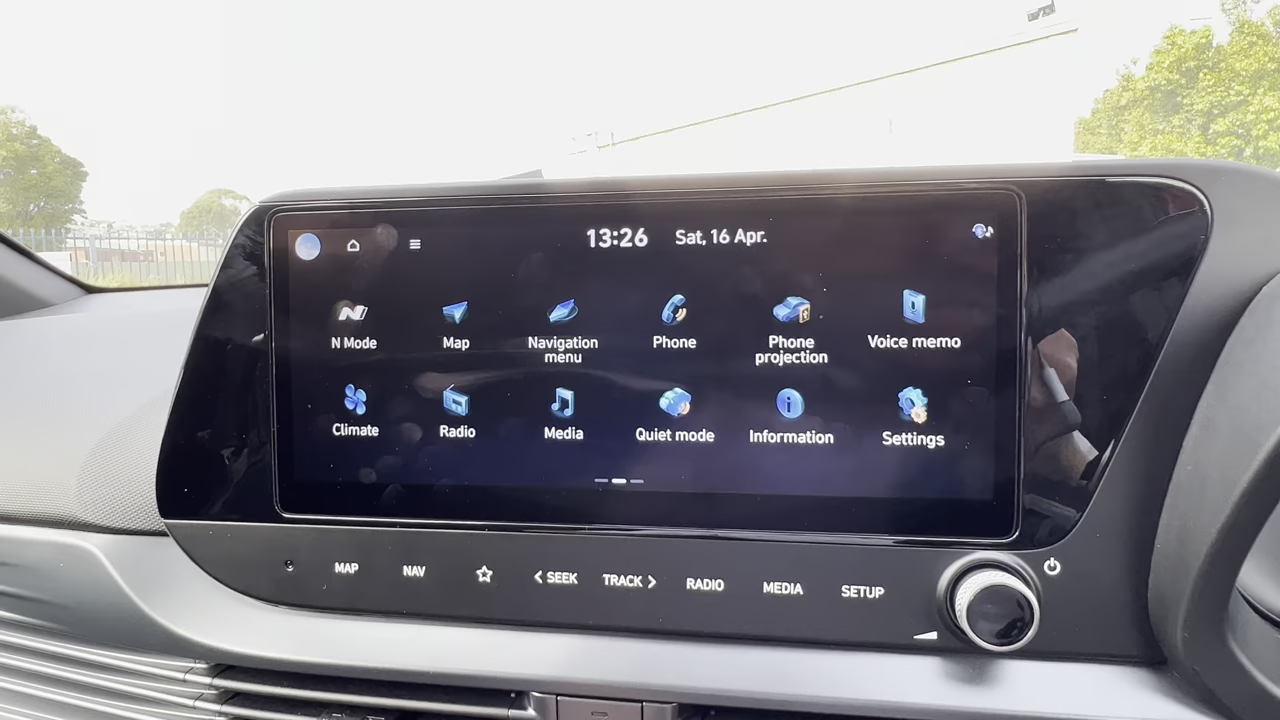 13:26 Sat, 16 Apr.
N Mode
Map
Navigation
menu
Phone
Phone
projection
Voice memo
Climate
Radio
Media
Quiet mode
Information
Settings
MAP
NAV
< SEEK
TRACK >
RADIO
MEDIA
SETUP